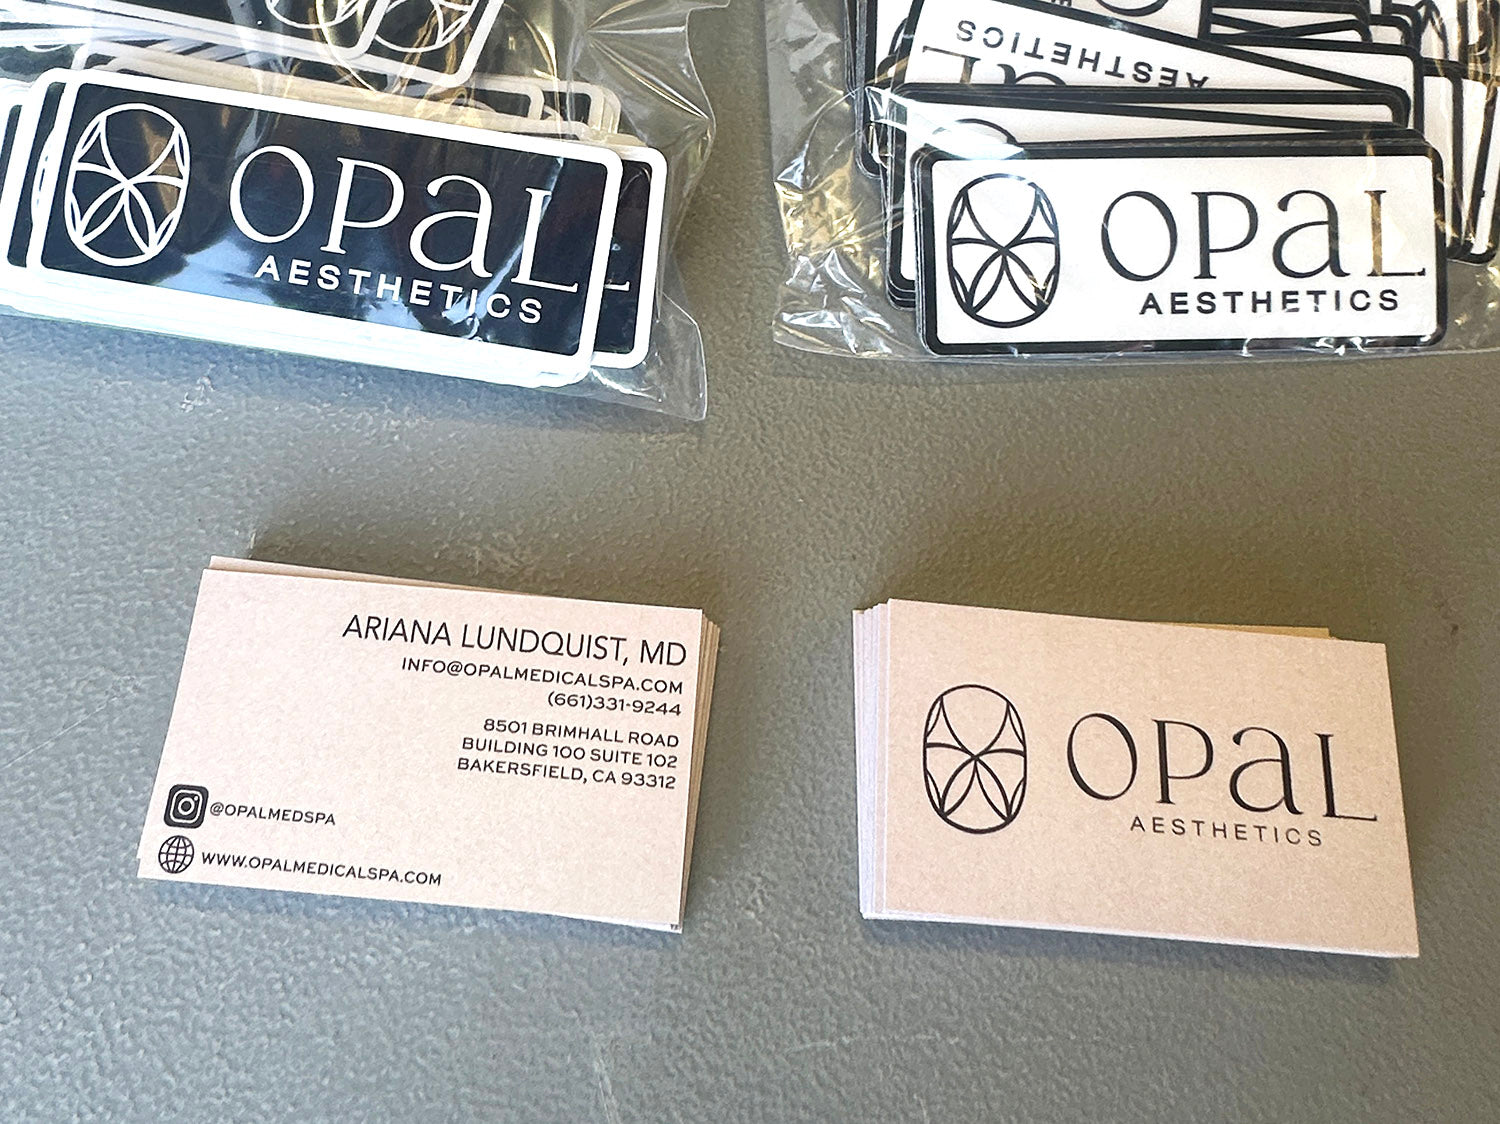 OPAL
AESTHETICS
AESTHETICS
OPAL
AESTHETICS
ARIANA LUNDQUIST, MD
INFO@OPALMEDICALSPA.COM
(661)331-9244
8501 BRIMHALL ROAD
BUILDING 100 SUITE 102
BAKERSFIELD, CA 93312
@OPALMEDSPA
WWW.OPALMEDICALSPA.COM
OPAL
AESTHETICS